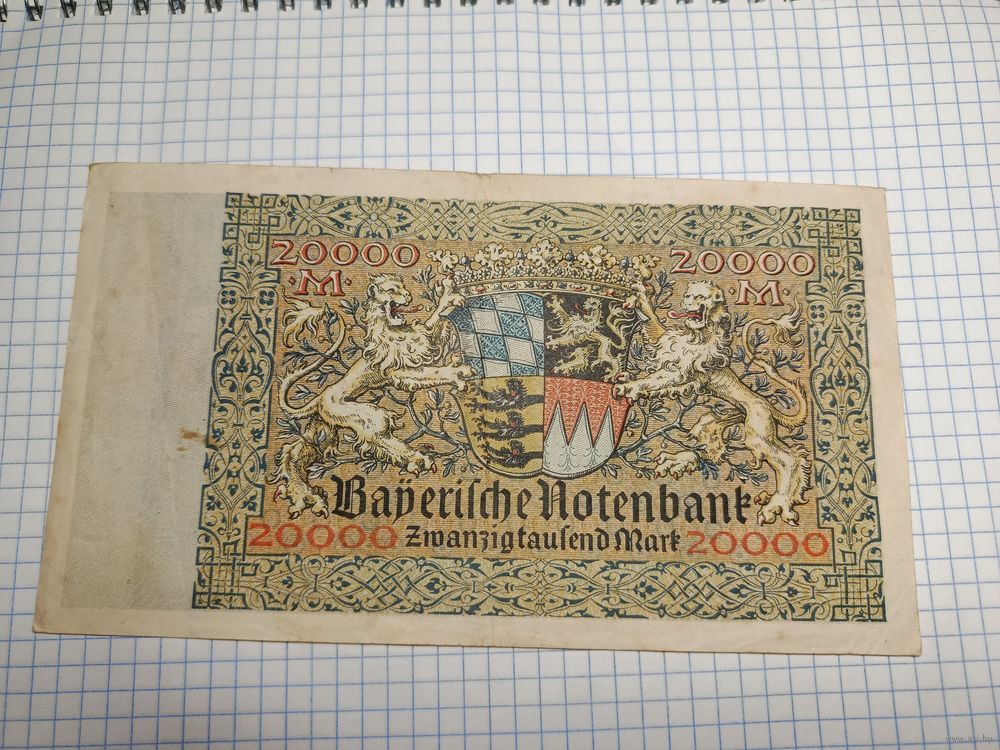 20000 20000
·M· ·M·
Bayerische Notenbank
20000 Zwanzigtausend Mark 20000